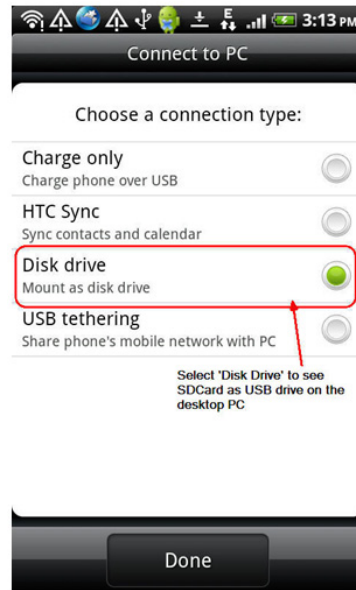 E 3:13 PM
Connect to PC
Choose a connection type:
Charge only
Charge phone over USB
HTC Sync
Sync contacts and calendar
Disk drive
Mount as disk drive
USB tethering
Share phone's mobile network with PC
Select 'Disk Drive' to see
SDCard as USB drive on the
desktop PC
Done